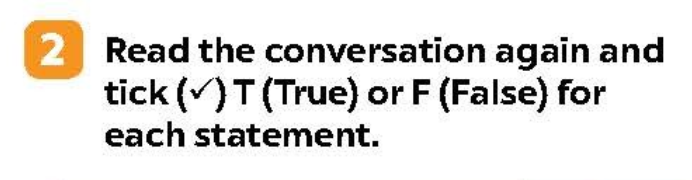 2 Read the conversation again and
tick (✓) T (True) or F (False) for
each statement.